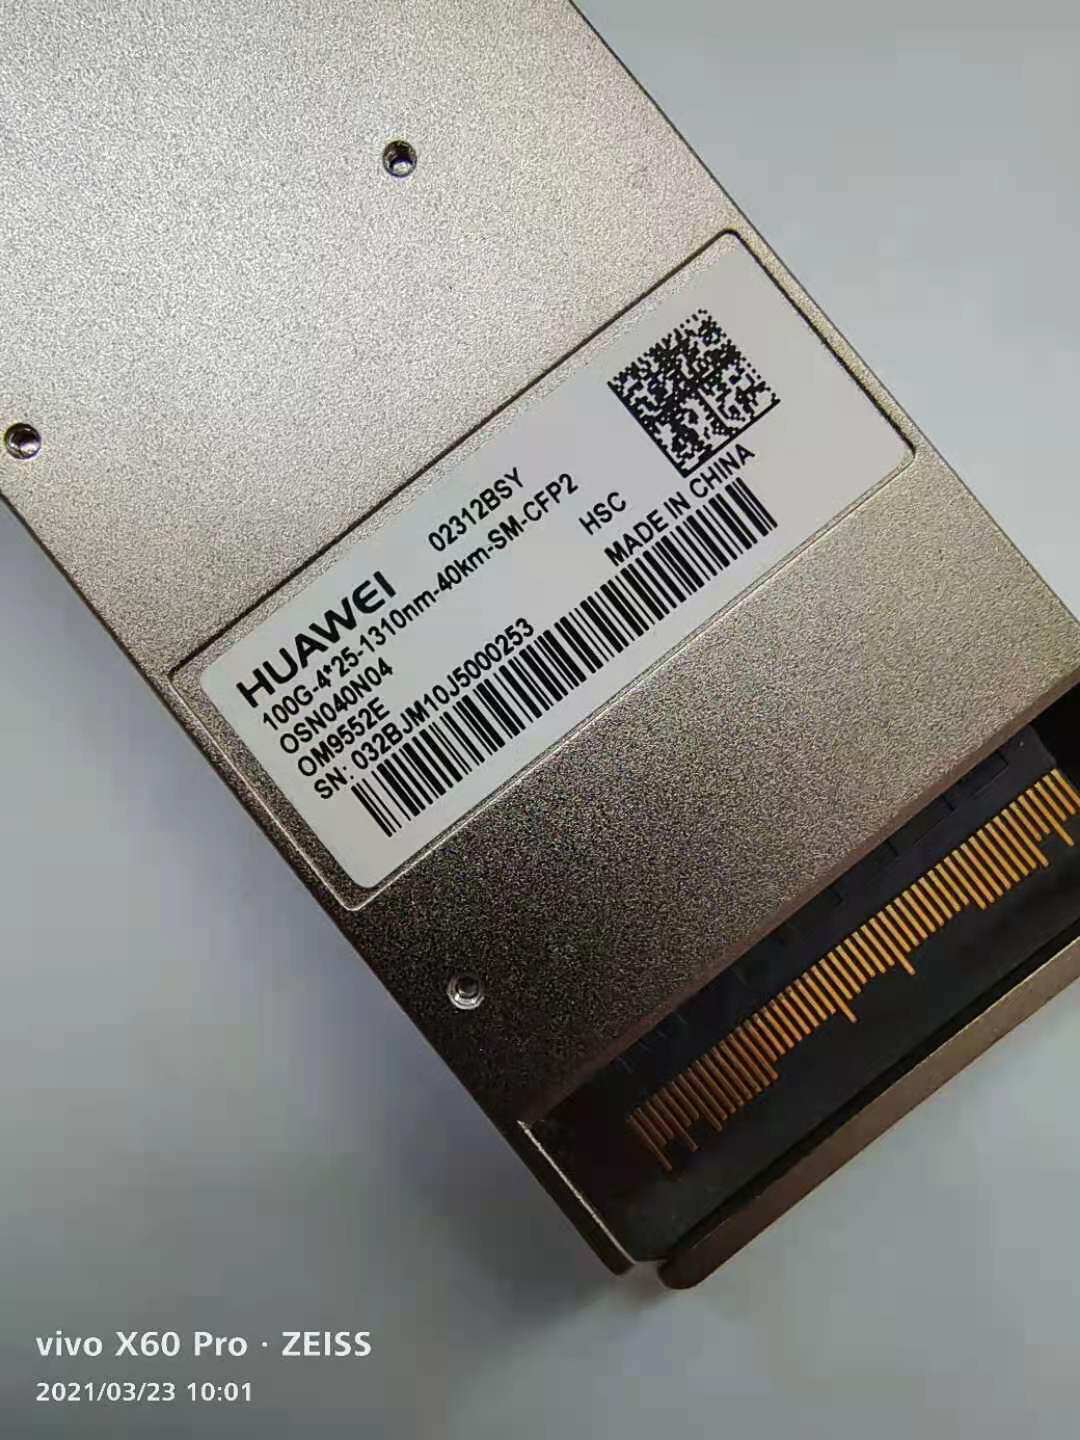 HUAWEI 02312BSY
100G-4*25-1310nm-40km-SM-CFP2
OSN040N04 HSC
OM9552E MADE IN CHINA
SN: 032BJM10J5000253
vivo X60 Pro · ZEISS
2021/03/23 10:01